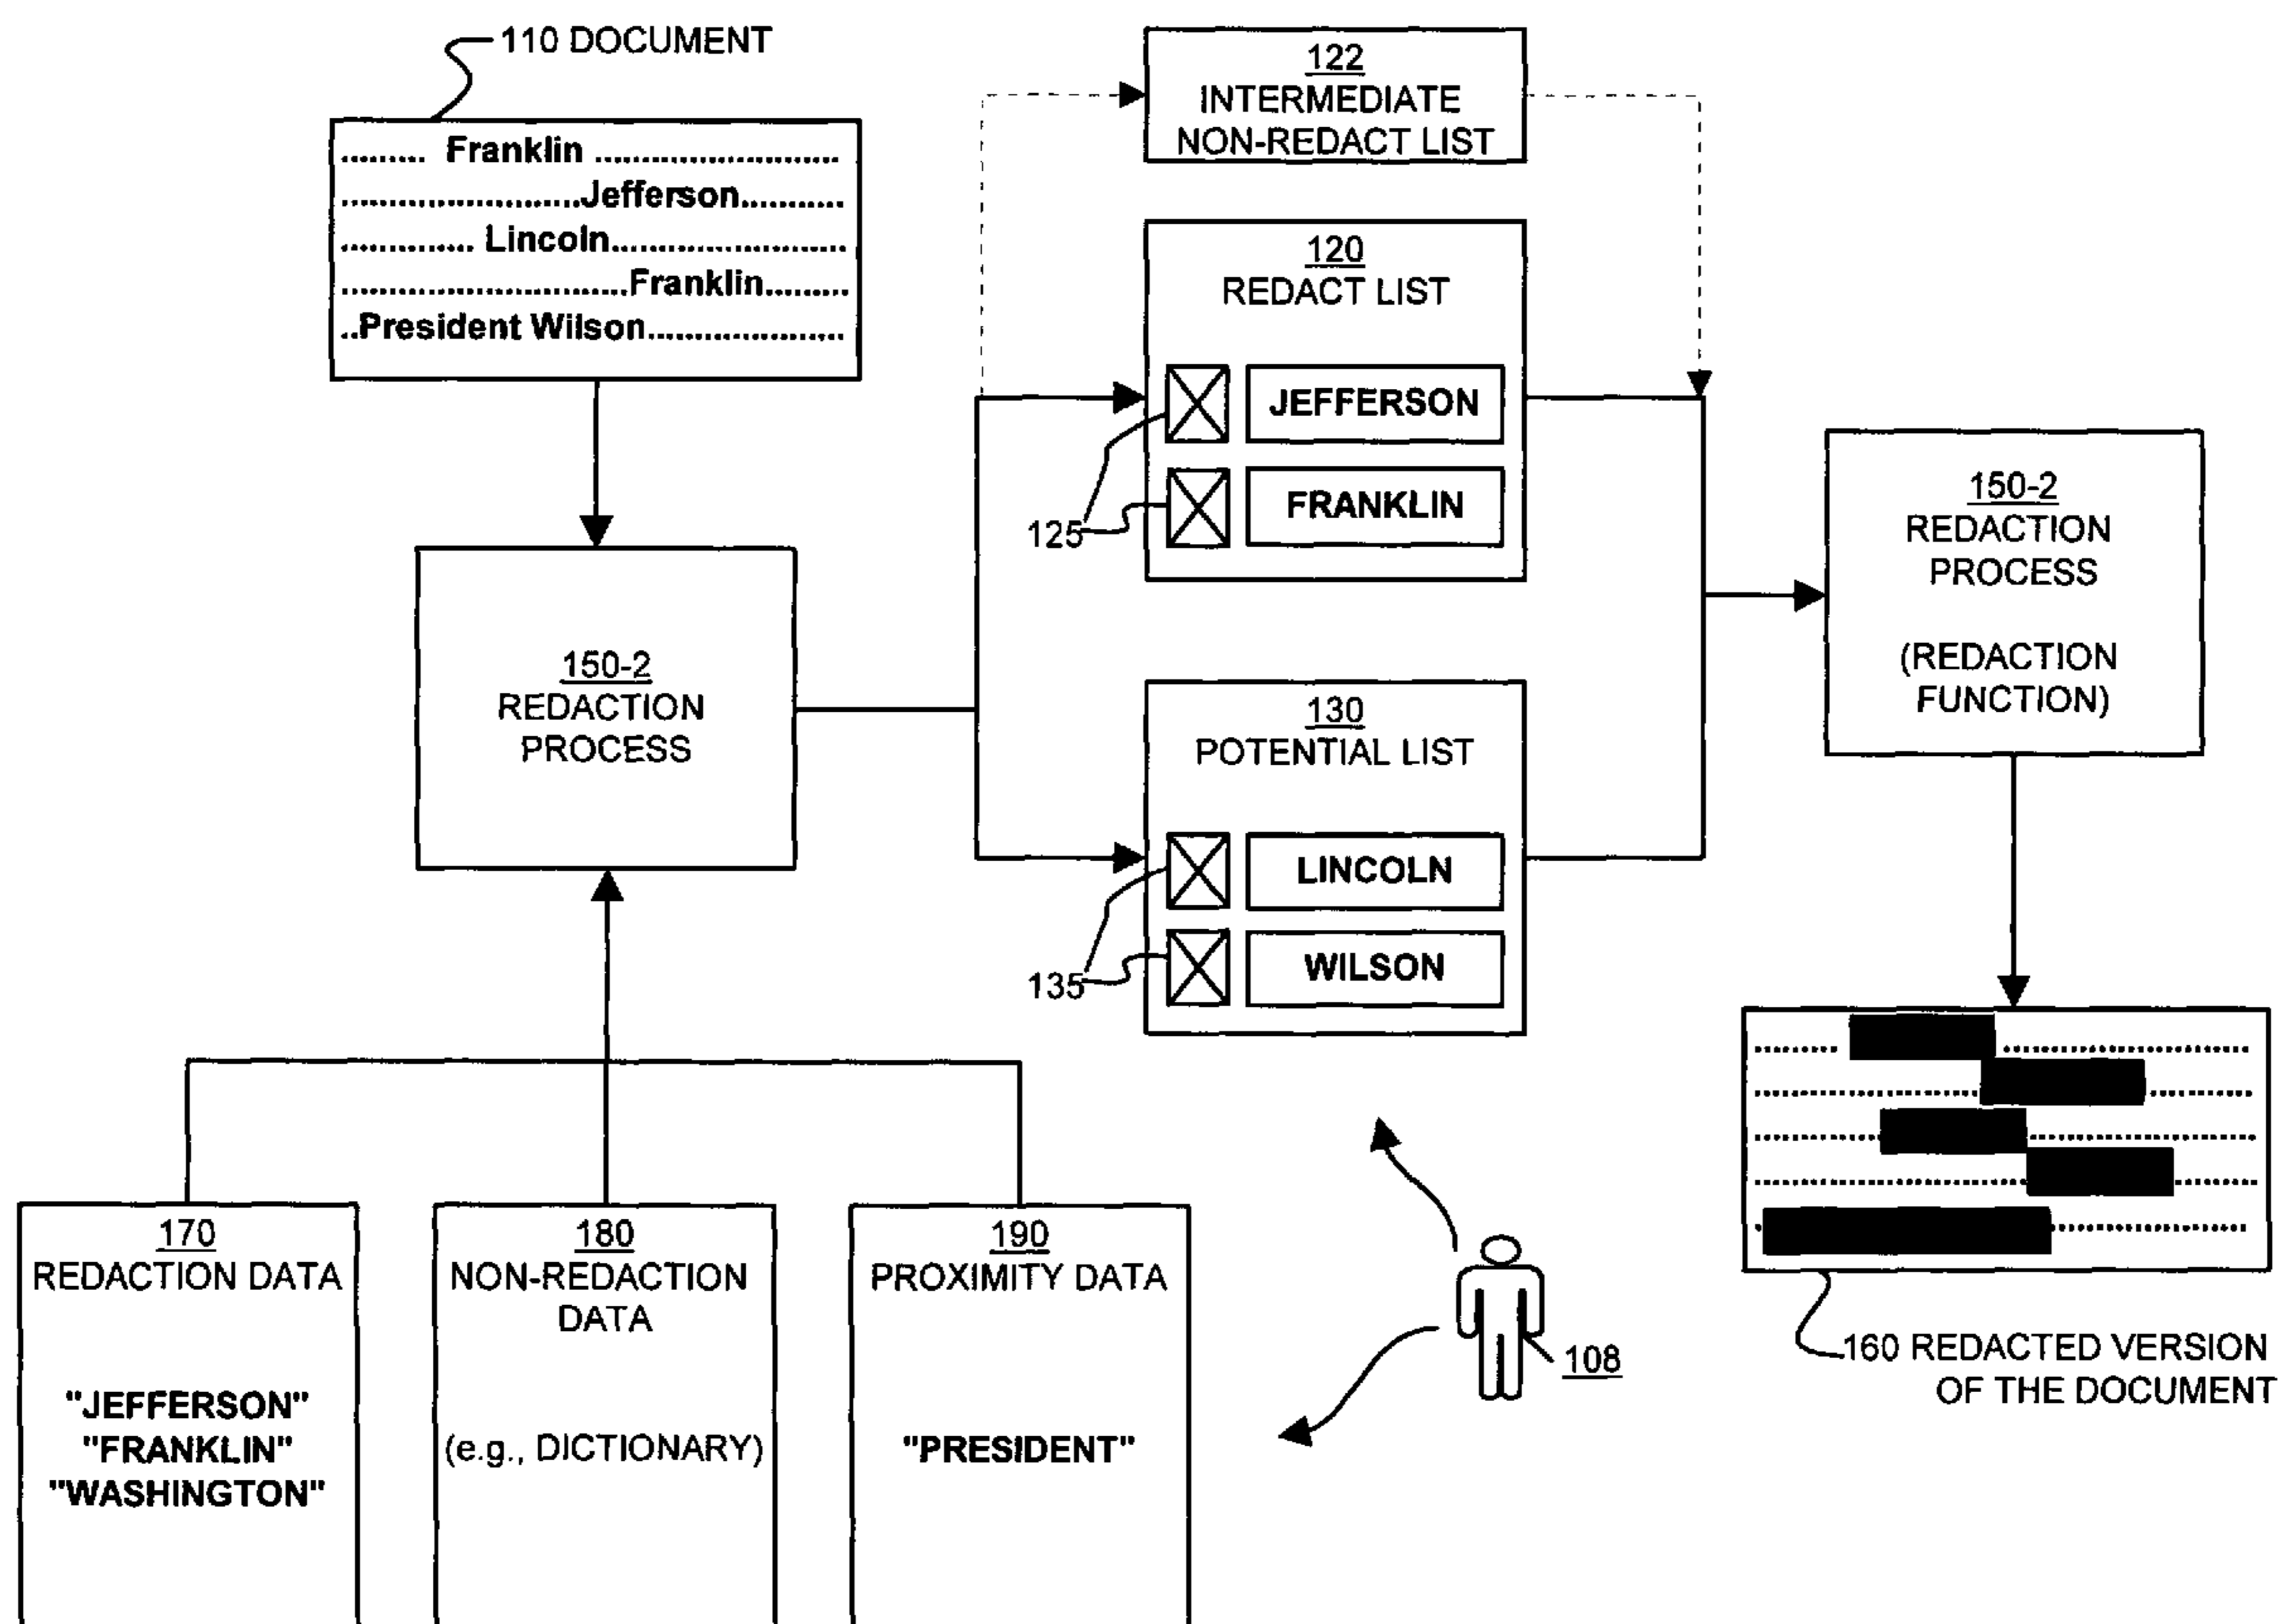 110 DOCUMENT
......... Franklin ..........................
..........................Jefferson...........
.............. Lincoln.........................
...............................Franklin.........
..President Wilson.....................
122
INTERMEDIATE
NON-REDACT LIST
120
REDACT LIST
JEFFERSON
FRANKLIN
125
150-2
REDACTION
PROCESS
130
POTENTIAL LIST
LINCOLN
WILSON
135
150-2
REDACTION
PROCESS
(REDACTION
FUNCTION)
170
REDACTION DATA
"JEFFERSON"
"FRANKLIN"
"WASHINGTON"
180
NON-REDACTION
DATA
(e.g., DICTIONARY)
190
PROXIMITY DATA
"PRESIDENT"
108
160 REDACTED VERSION
OF THE DOCUMENT